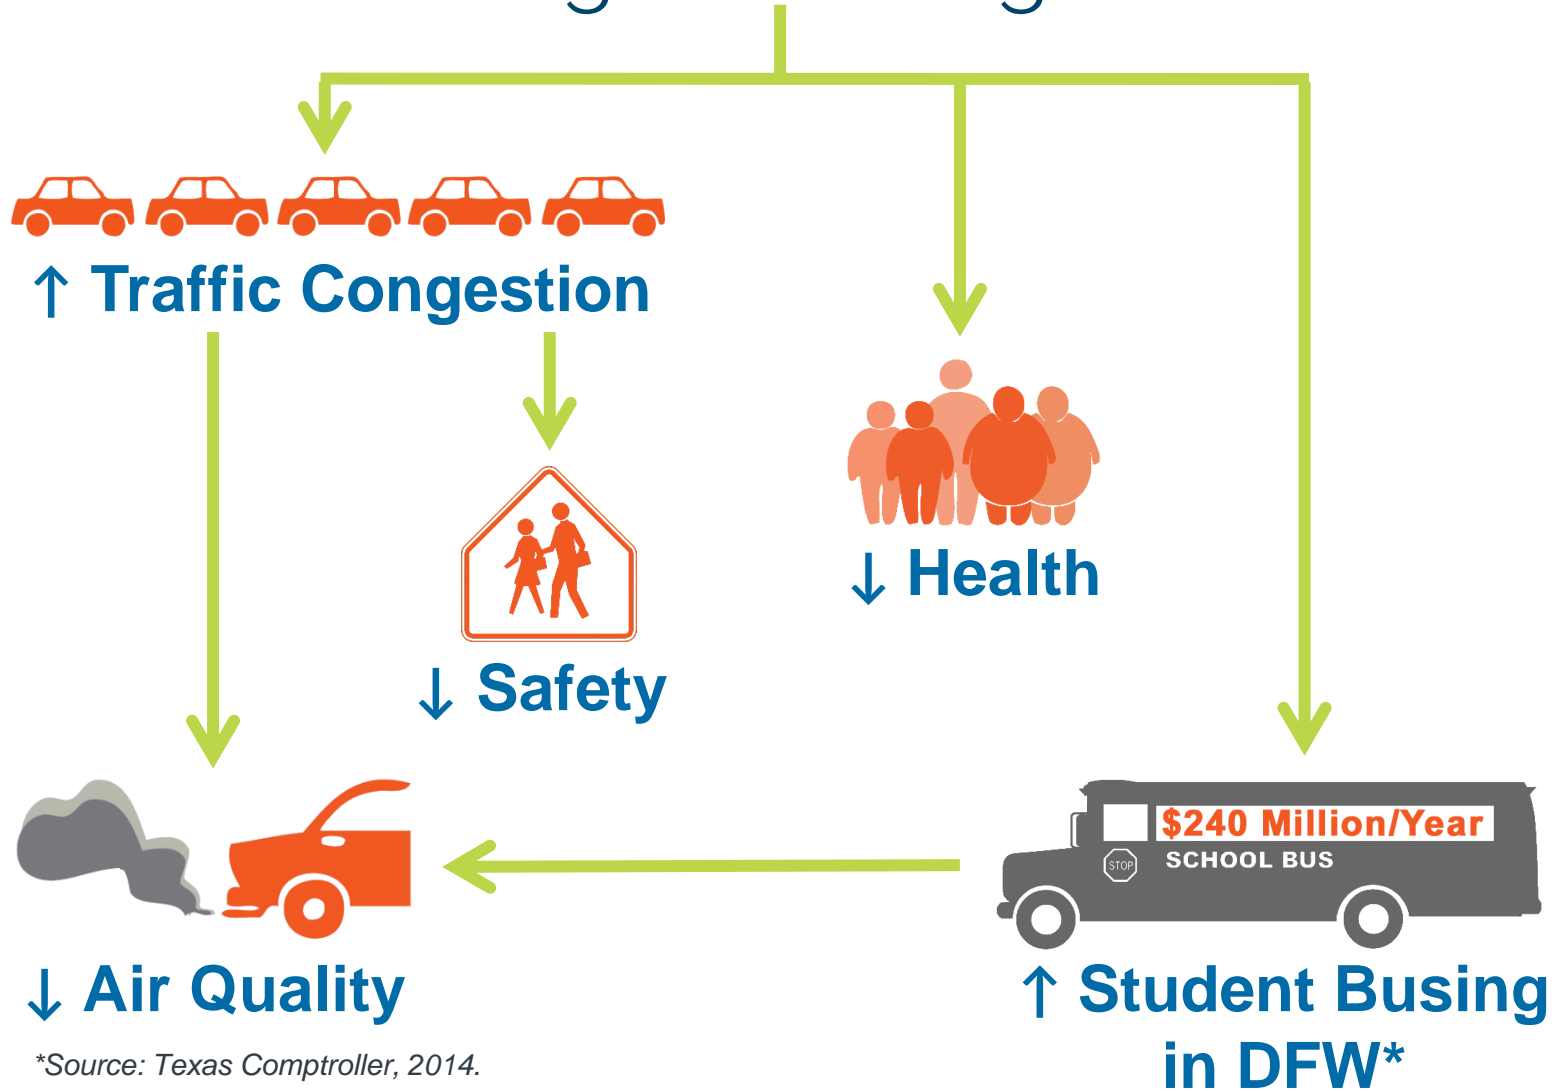 ↑ Traffic Congestion
↓ Health
↓ Safety
$240 Million/Year
STOP
SCHOOL BUS
↓ Air Quality
↑ Student Busing
in DFW*
*Source: Texas Comptroller, 2014.